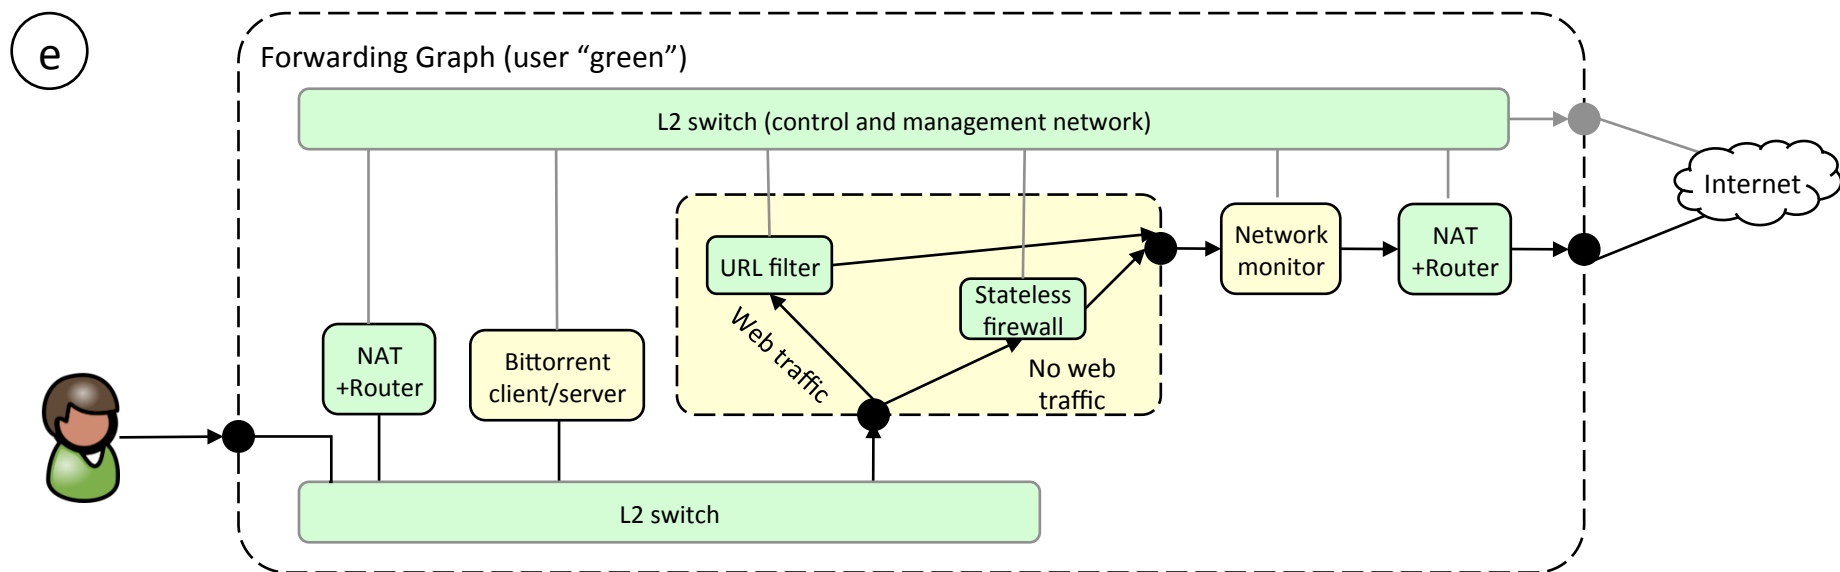 e
Forwarding Graph (user “green”)
L2 switch (control and management network)
Internet
URL filter
Network
monitor
NAT
+Router
Stateless
firewall
Web traffic
No web
traffic
NAT
+Router
Bittorrent
client/server
L2 switch